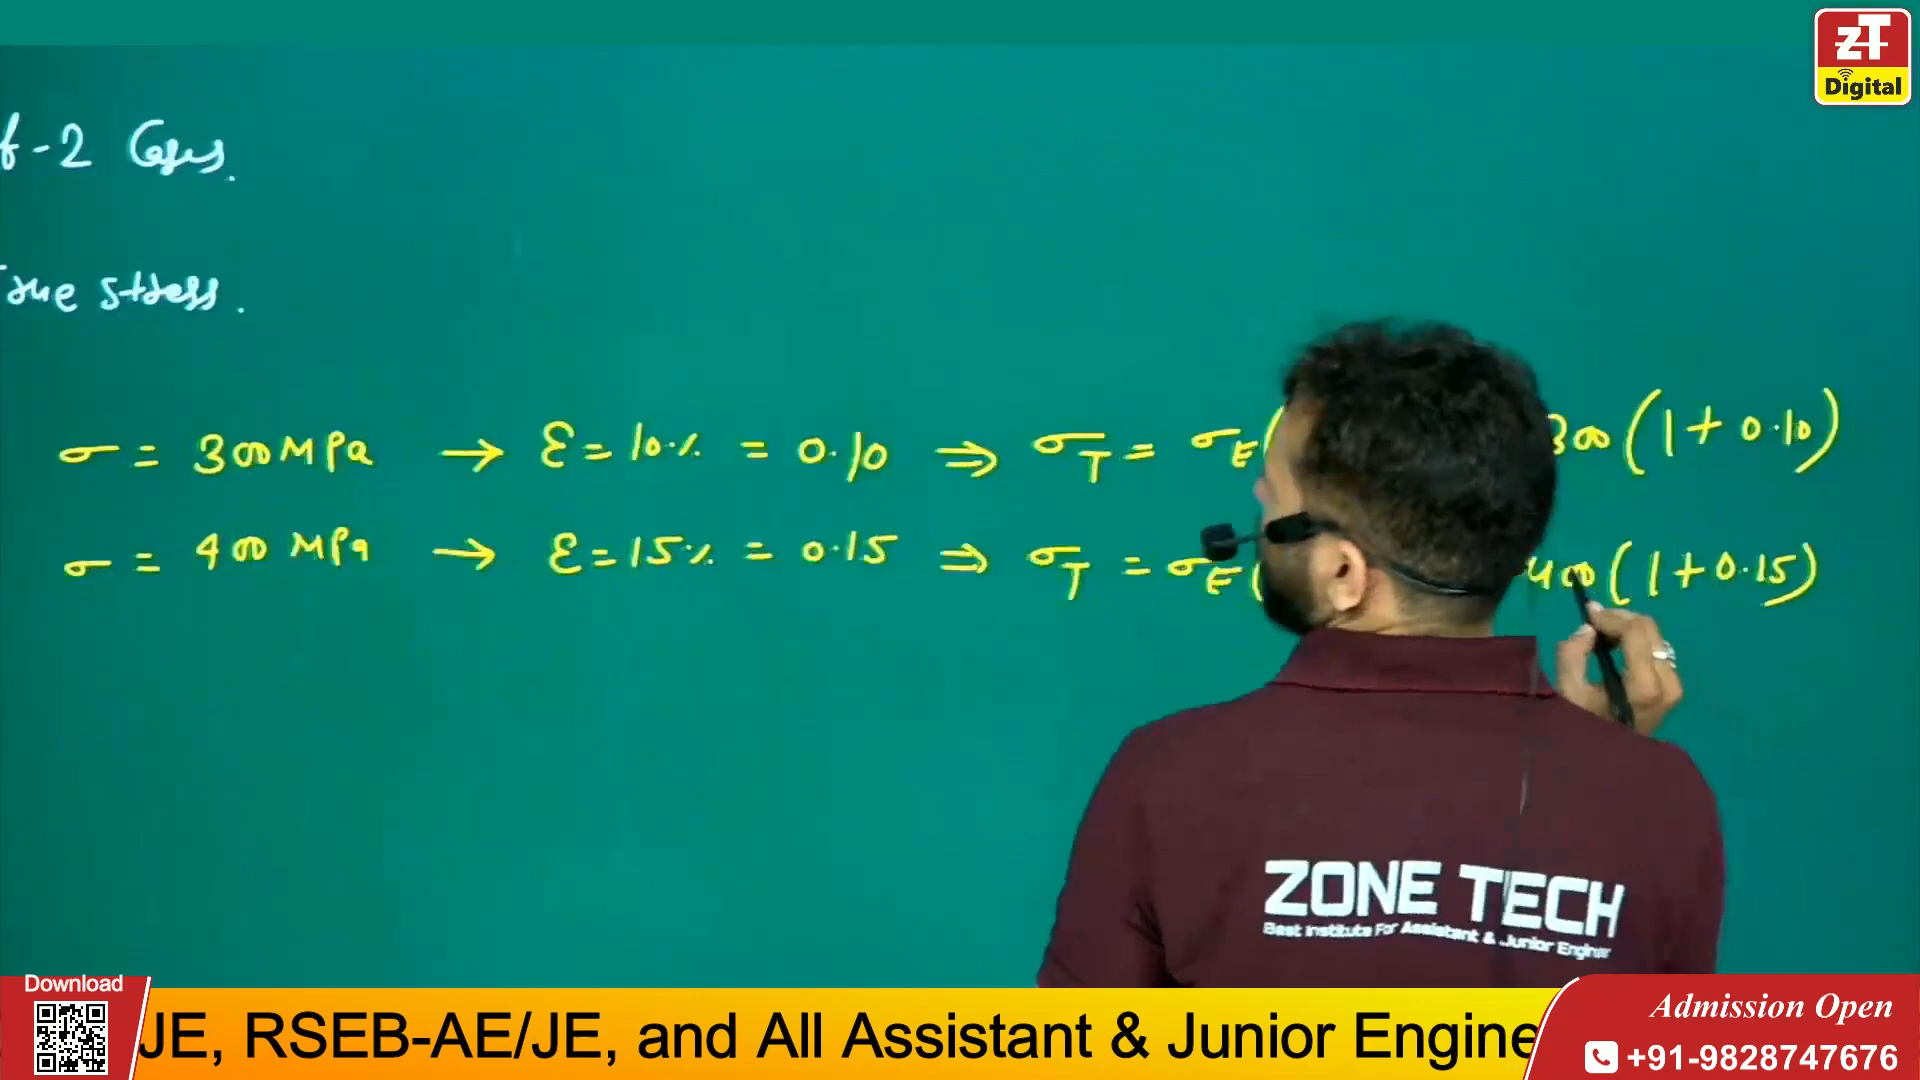 ZT
Digital
-2 Cases.
True stress.
σ = 300 MPa → ε = 10% = 0.10 ⇒ σT = σE( 300 (1 + 0.10)
σ = 400 MPa → ε = 15% = 0.15 ⇒ σT = σE( 400 (1 + 0.15)
ZONE TECH
Best Institute For Assistant & Junior Engineer
Download
JE, RSEB-AE/JE, and All Assistant & Junior Engine
Admission Open
+91-9828747676